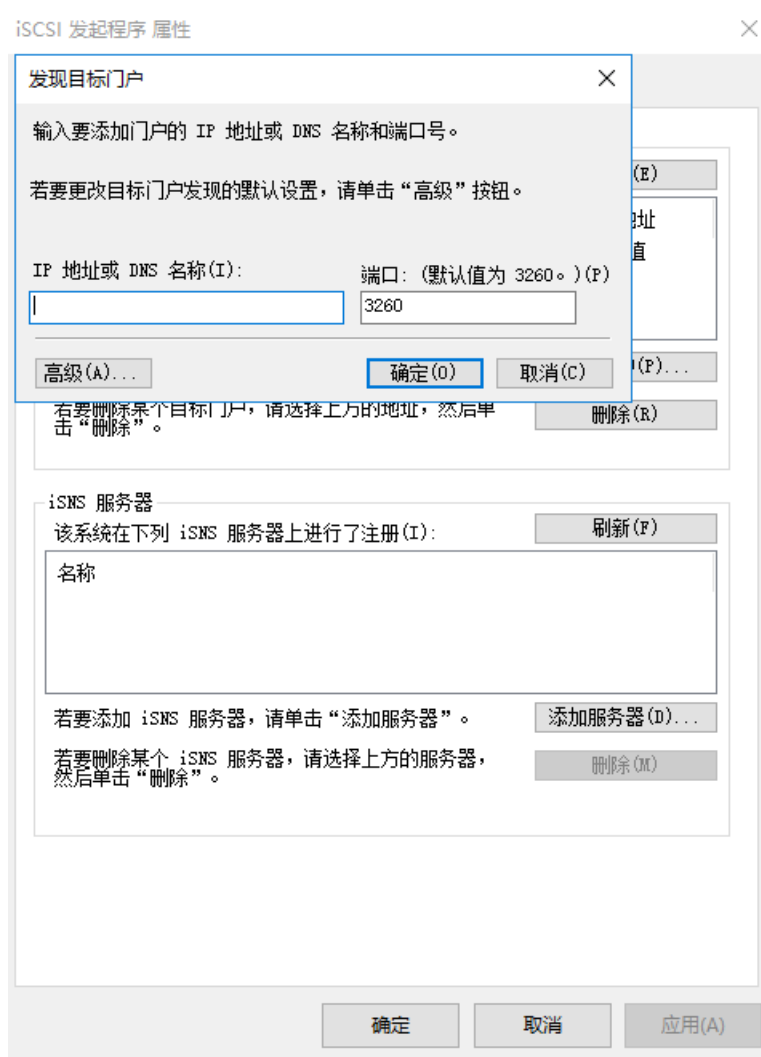 iSCSI 发起程序 属性
发现目标门户
输入要添加门户的 IP 地址或 DNS 名称和端口号。
若要更改目标门户发现的默认设置，请单击“高级”按钮。
IP 地址或 DNS 名称(I):
端口: (默认值为 3260。)(P)
3260
高级(A)...
确定(O)
取消(C)
(E)
地址
值
(P)...
若要删除某个目标门户，请选择上方的地址，然后单
击“删除”。
删除(R)
iSNS 服务器
该系统在下列 iSNS 服务器上进行了注册(I):
刷新(F)
名称
若要添加 iSNS 服务器，请单击“添加服务器”。
添加服务器(D)...
若要删除某个 iSNS 服务器，请选择上方的服务器，
然后单击“删除”。
删除(M)
确定
取消
应用(A)